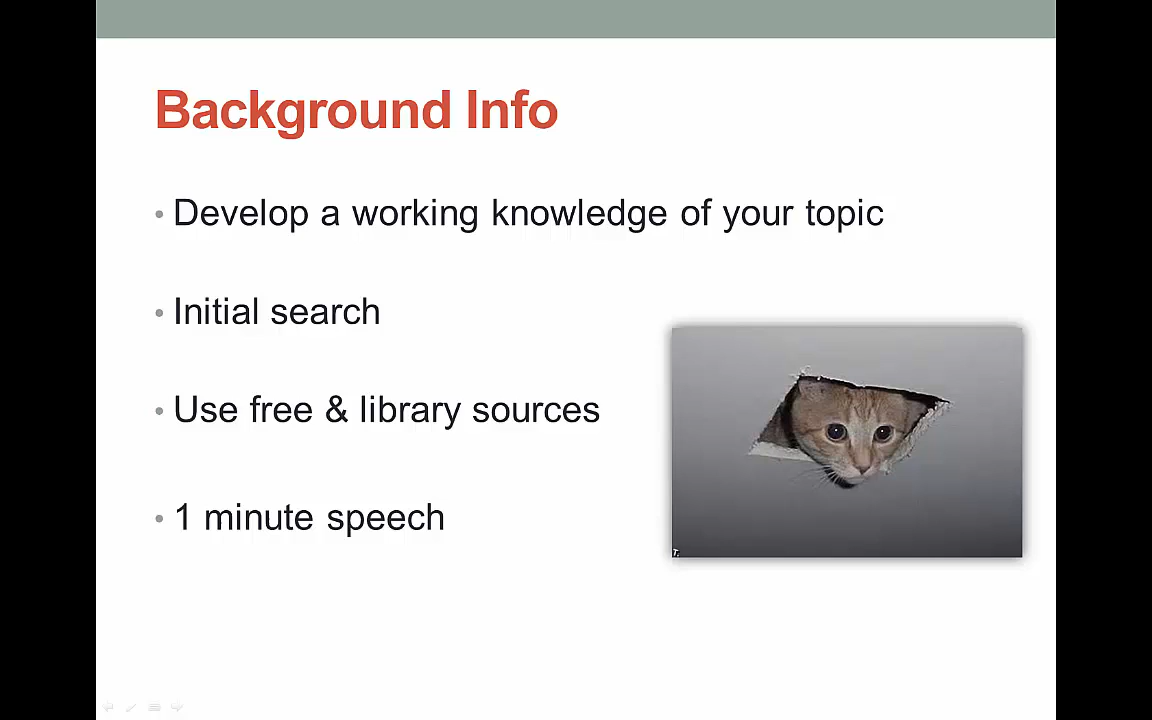 Background Info
• Develop a working knowledge of your topic
• Initial search
• Use free & library sources
• 1 minute speech